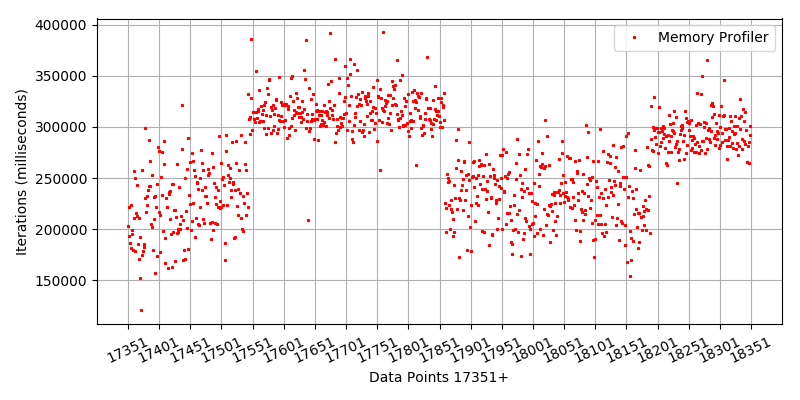 400000
350000
300000
250000
200000
150000
Iterations (milliseconds)
Memory Profiler
17351 17401 17451 17501 17551 17601 17651 17701 17751 17801 17851 17901 17951 18001 18051 18101 18151 18201 18251 18301 18351
Data Points 17351+